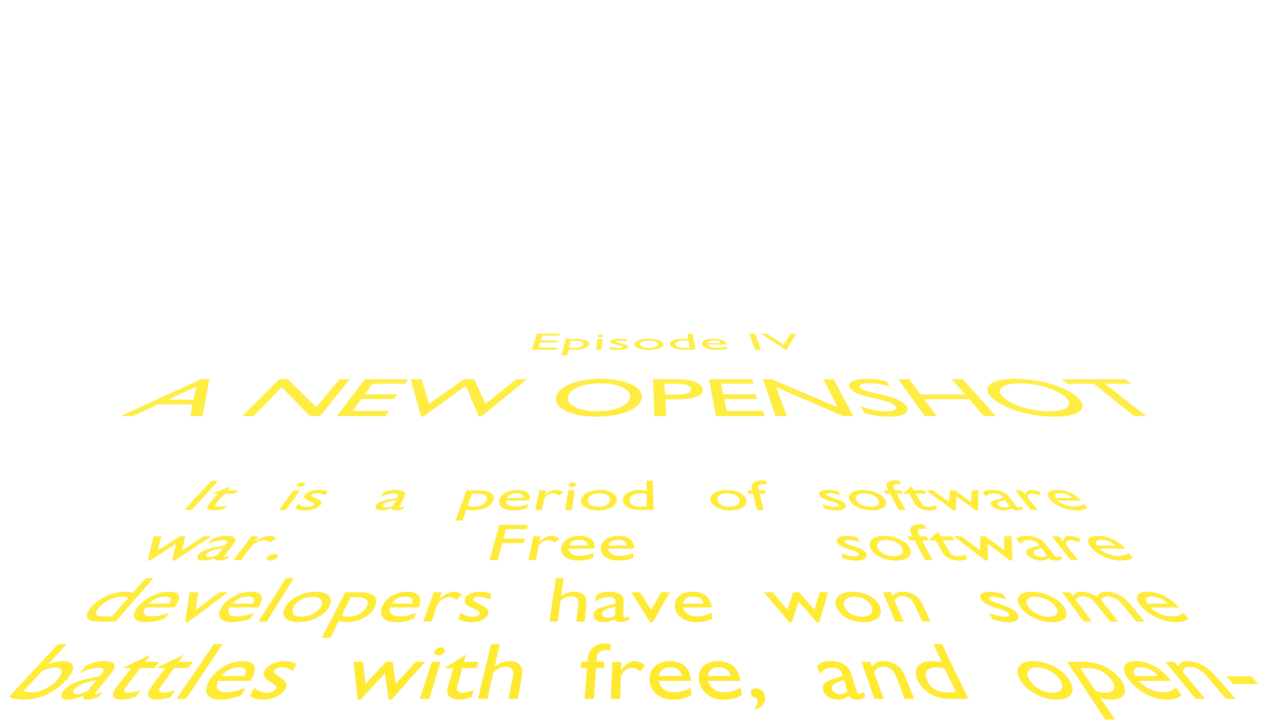 Episode IV
A NEW OPENSHOT
It is a period of software
war. Free software
developers have won some
battles with free, and open-